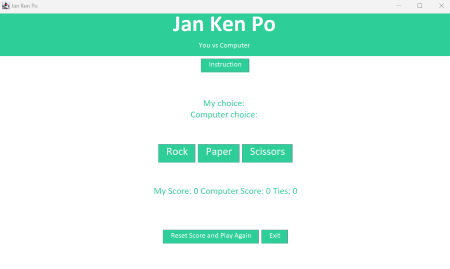 Jan Ken Po
Jan Ken Po
You vs Computer
Instruction
My choice:
Computer choice:
Rock Paper Scissors
My Score: 0 Computer Score: 0 Ties: 0
Reset Score and Play Again Exit